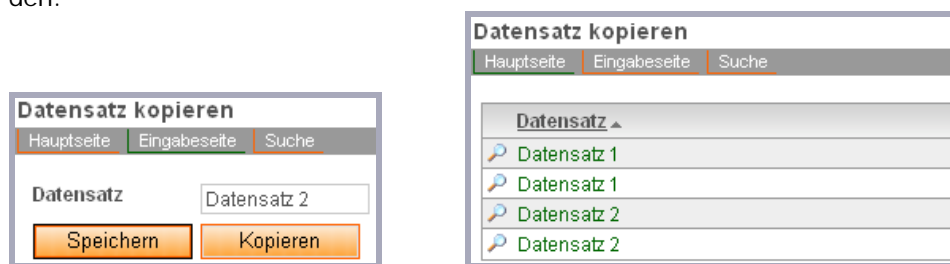 den.
Datensatz kopieren
Hauptseite Eingabeseite Suche
Datensatz
Datensatz 2
Speichern Kopieren
Datensatz kopieren
Hauptseite Eingabeseite Suche
Datensatz
Datensatz 1
Datensatz 1
Datensatz 2
Datensatz 2